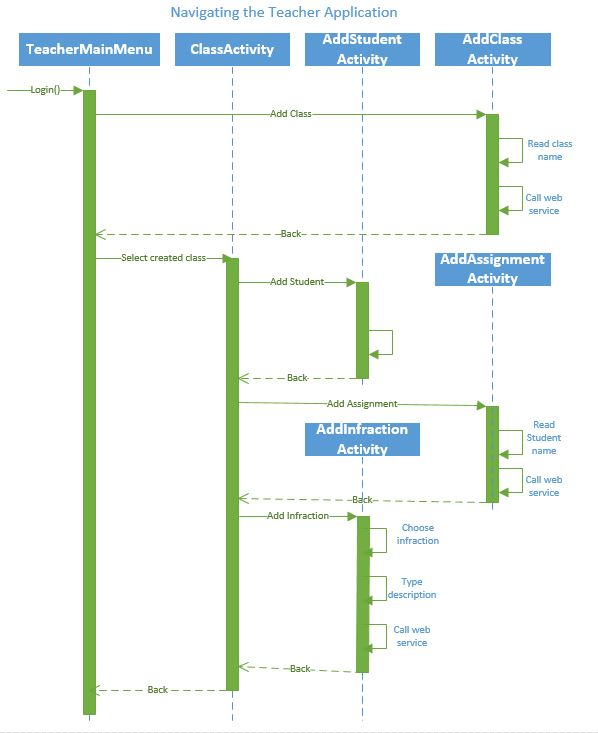 Navigating the Teacher Application
TeacherMainMenu
ClassActivity
AddStudent
Activity
AddClass
Activity
Login()
Add Class
Read class
name
Call web
service
Back
Select created class
AddAssignment
Activity
Add Student
Back
Add Assignment
AddInfraction
Activity
Read
Student
name
Call web
service
Back
Add Infraction
Choose
infraction
Type
description
Call web
service
Back
Back